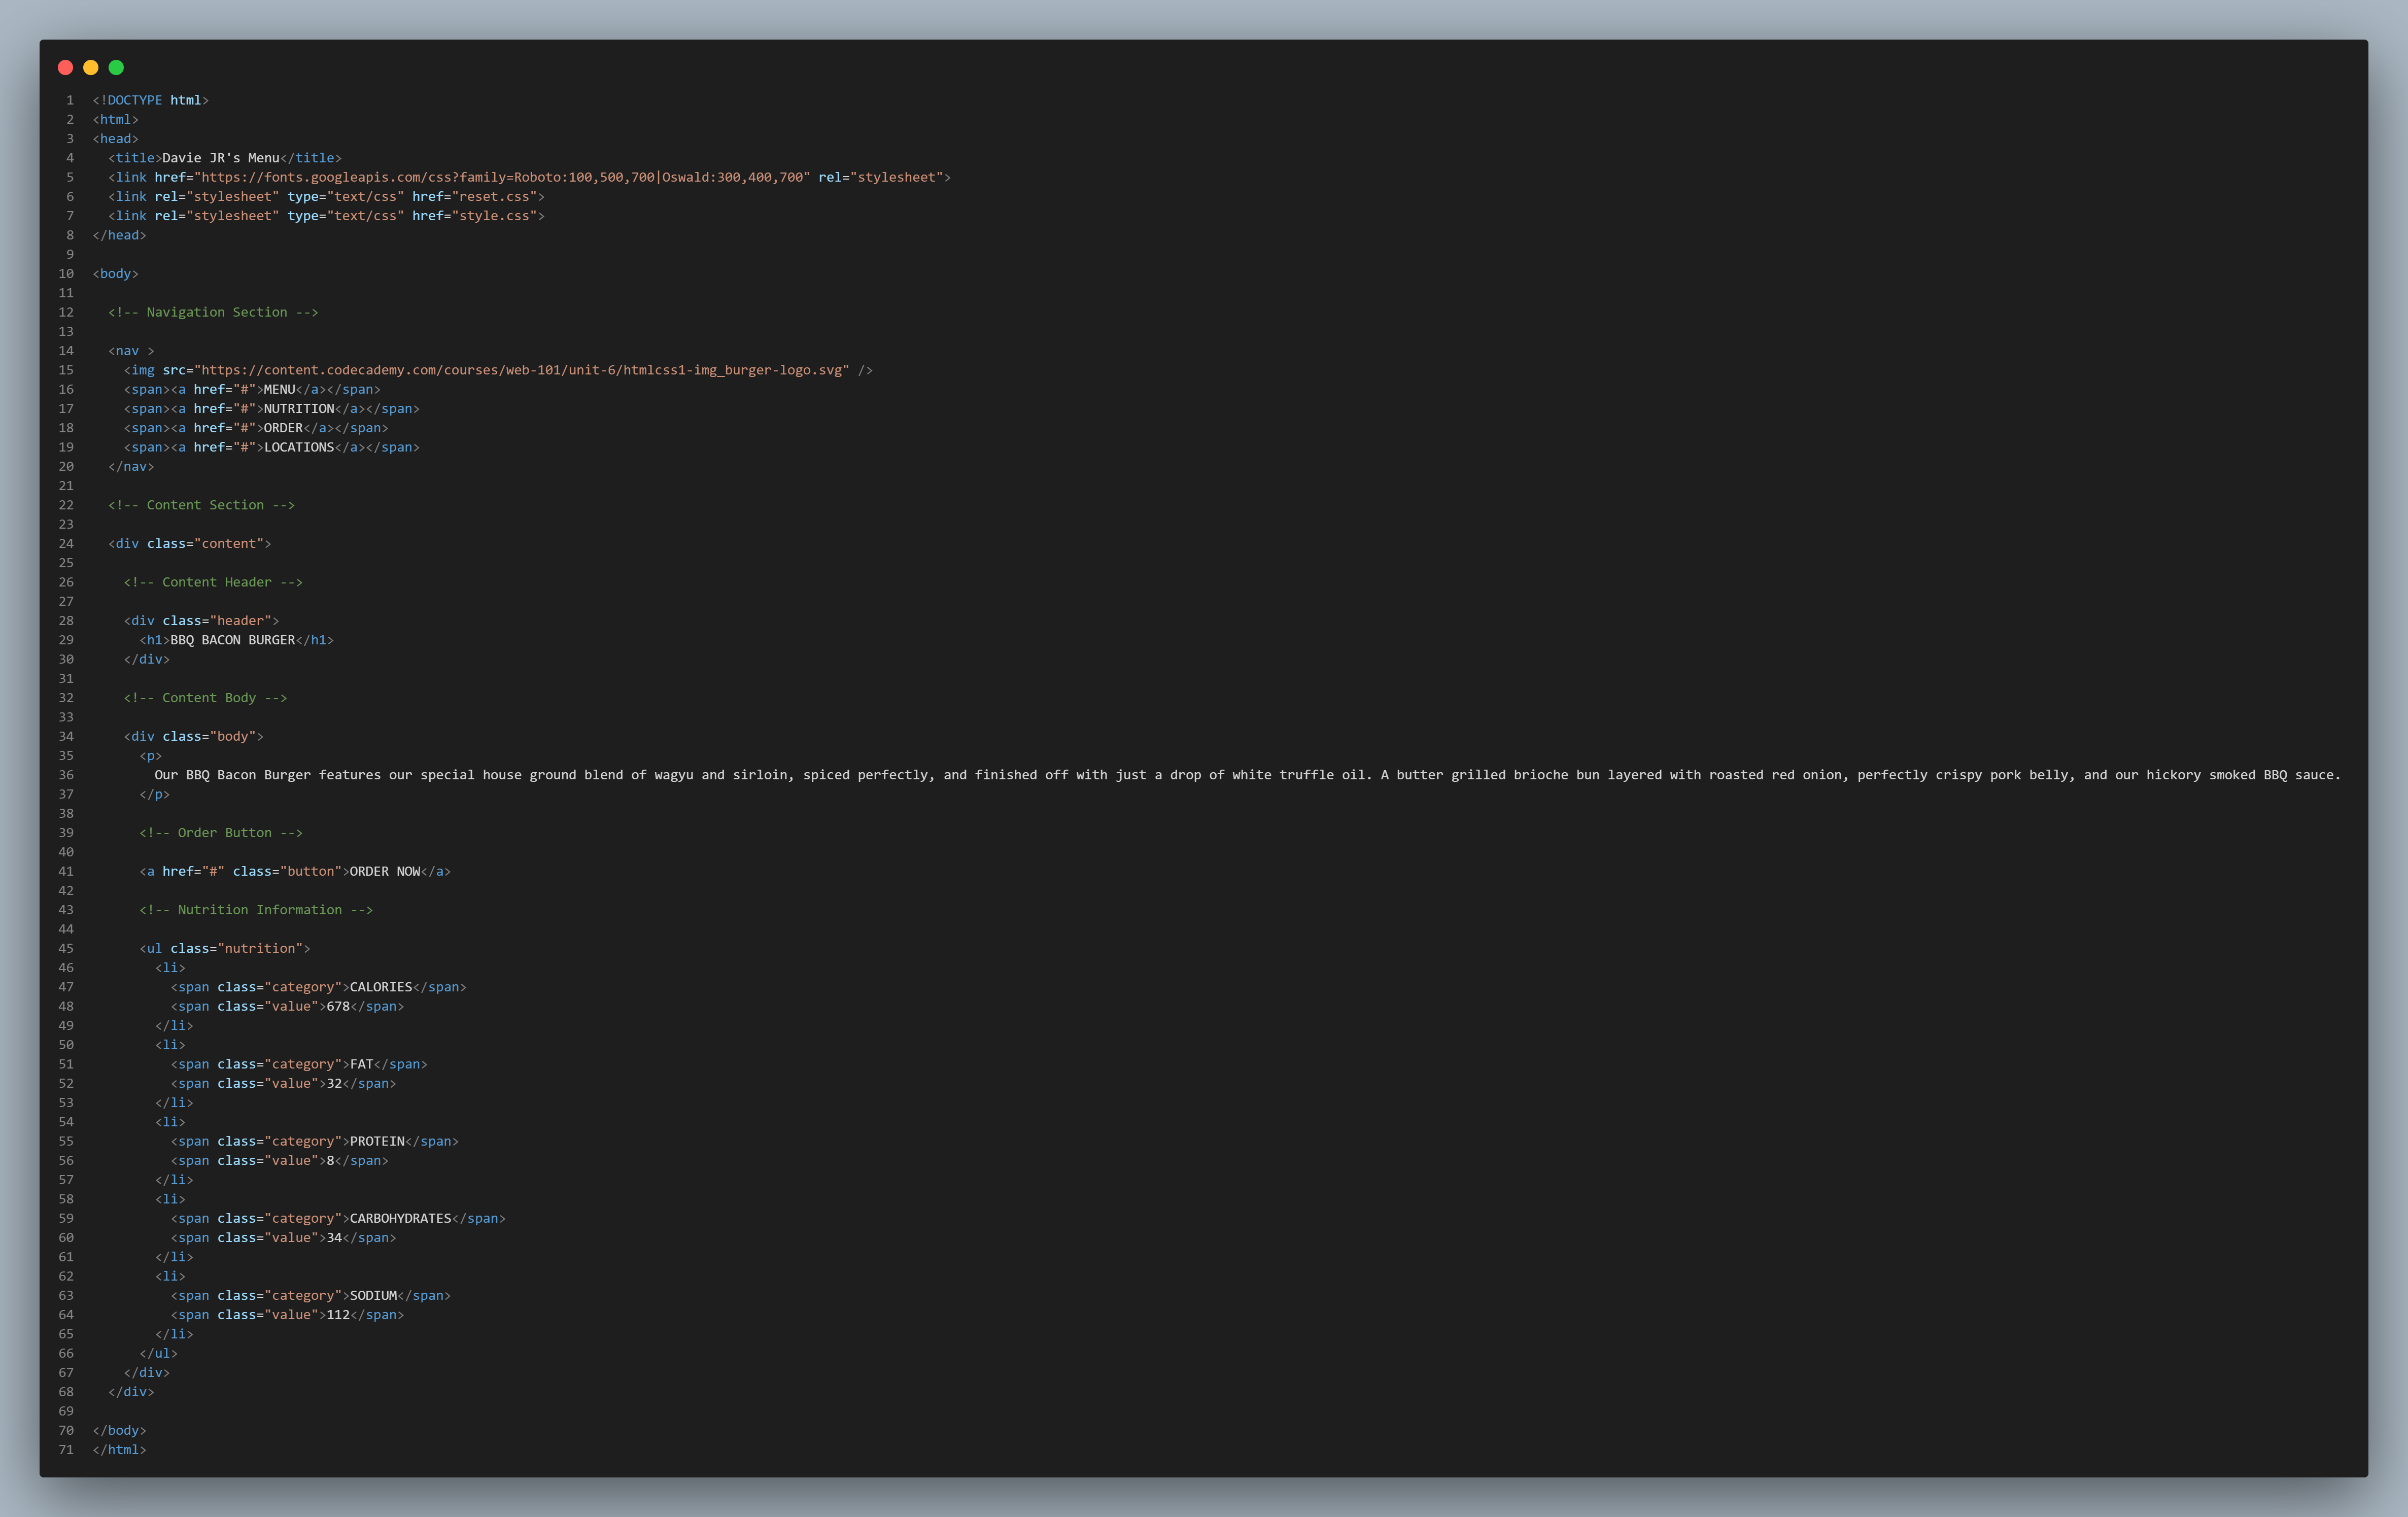 1 <!DOCTYPE html>
2 <html>
3 <head>
4   <title>Davie JR's Menu</title>
5   <link href="https://fonts.googleapis.com/css?family=Roboto:100,500,700|Oswald:300,400,700" rel="stylesheet">
6   <link rel="stylesheet" type="text/css" href="reset.css">
7   <link rel="stylesheet" type="text/css" href="style.css">
8 </head>
9
10 <body>
11
12   <!-- Navigation Section -->
13
14   <nav >
15     <img src="https://content.codecademy.com/courses/web-101/unit-6/htmlcss1-img_burger-logo.svg" />
16     <span><a href="#">MENU</a></span>
17     <span><a href="#">NUTRITION</a></span>
18     <span><a href="#">ORDER</a></span>
19     <span><a href="#">LOCATIONS</a></span>
20   </nav>
21
22   <!-- Content Section -->
23
24   <div class="content">
25
26     <!-- Content Header -->
27
28     <div class="header">
29       <h1>BBQ BACON BURGER</h1>
30     </div>
31
32     <!-- Content Body -->
33
34     <div class="body">
35       <p>
36         Our BBQ Bacon Burger features our special house ground blend of wagyu and sirloin, spiced perfectly, and finished off with just a drop of white truffle oil. A butter grilled brioche bun layered with roasted red onion, perfectly crispy pork belly, and our hickory smoked BBQ sauce.
37       </p>
38
39       <!-- Order Button -->
40
41       <a href="#" class="button">ORDER NOW</a>
42
43       <!-- Nutrition Information -->
44
45       <ul class="nutrition">
46         <li>
47           <span class="category">CALORIES</span>
48           <span class="value">678</span>
49         </li>
50         <li>
51           <span class="category">FAT</span>
52           <span class="value">32</span>
53         </li>
54         <li>
55           <span class="category">PROTEIN</span>
56           <span class="value">8</span>
57         </li>
58         <li>
59           <span class="category">CARBOHYDRATES</span>
60           <span class="value">34</span>
61         </li>
62         <li>
63           <span class="category">SODIUM</span>
64           <span class="value">112</span>
65         </li>
66       </ul>
67     </div>
68   </div>
69
70 </body>
71 </html>